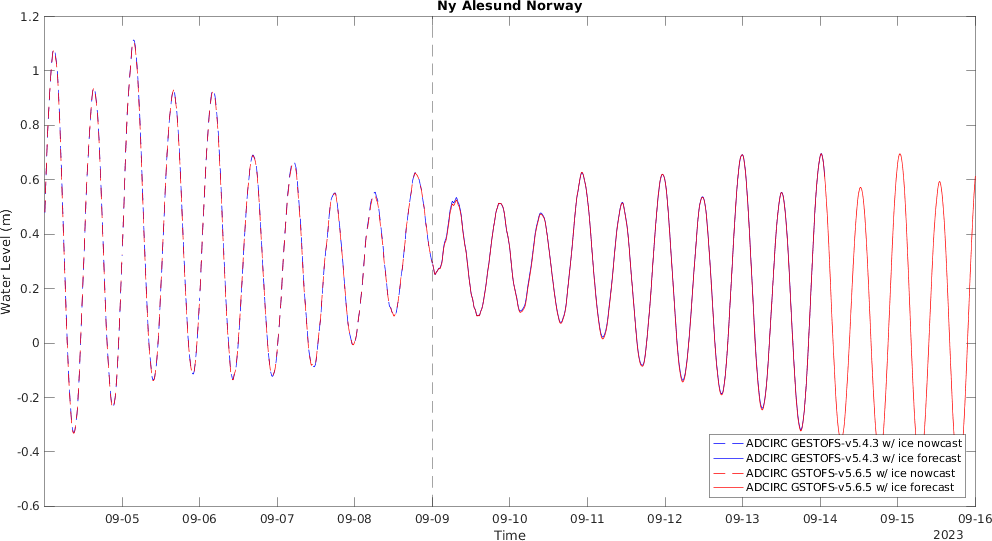 Ny Alesund Norway
1.2
1
0.8
0.6
0.4
0.2
0
-0.2
-0.4
-0.6
Water Level (m)
ADCIRC GESTOFS-v5.4.3 w/ ice nowcast
ADCIRC GESTOFS-v5.4.3 w/ ice forecast
ADCIRC GSTOFS-v5.6.5 w/ ice nowcast
ADCIRC GSTOFS-v5.6.5 w/ ice forecast
09-05 09-06 09-07 09-08 09-09 09-10 09-11 09-12 09-13 09-14 09-15 09-16
Time
2023